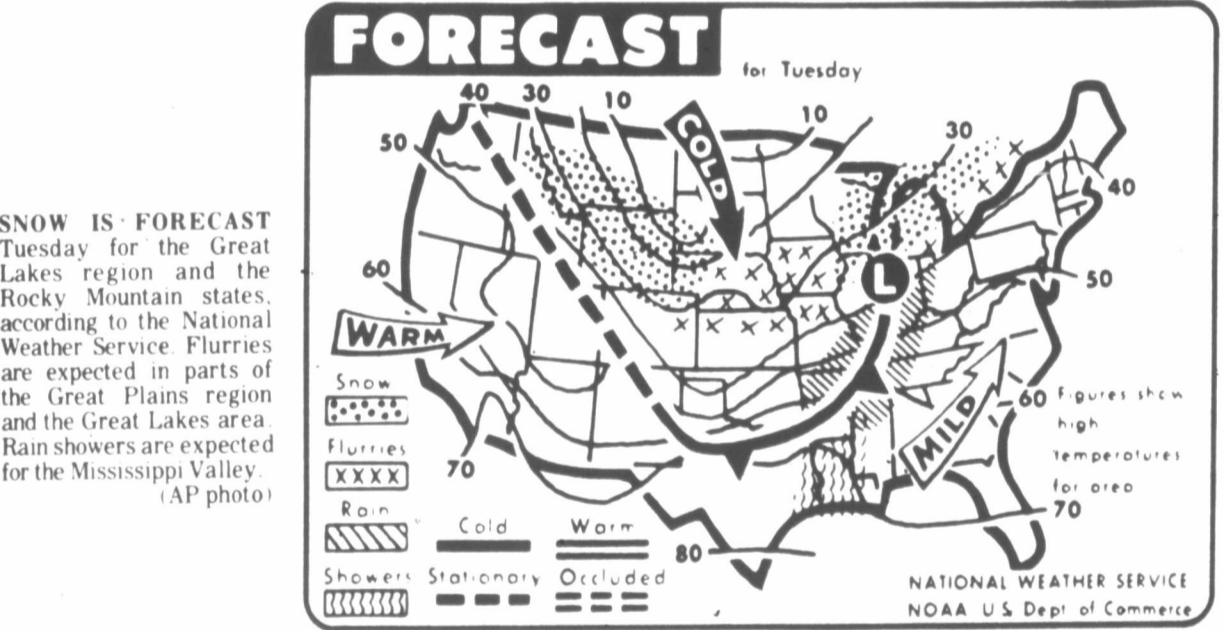 SNOW IS FORECAST
Tuesday for the Great
Lakes region and the
Rocky Mountain states,
according to the National
Weather Service. Flurries
are expected in parts of
the Great Plains region
and the Great Lakes area.
Rain showers are expected
for the Mississippi Valley.
(AP photo)
FORECAST
for Tuesday
40 30 10
COLD
10
30
50
40
60
L
50
WARM
Snow
60
Figures show
high
temperatures
for area
Flurries
XXXX
MILD
70
Rain
Cold
Warm
70
80
Showers
Stationary
Occluded
NATIONAL WEATHER SERVICE
NOAA U S Dept of Commerce